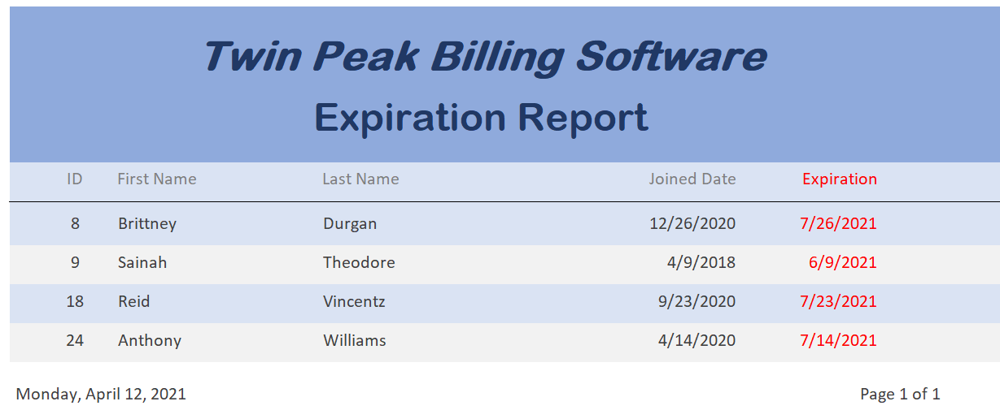 Twin Peak Billing Software
Expiration Report
ID First Name Last Name Joined Date Expiration
8 Brittney Durgan 12/26/2020 7/26/2021
9 Sainah Theodore 4/9/2018 6/9/2021
18 Reid Vincentz 9/23/2020 7/23/2021
24 Anthony Williams 4/14/2020 7/14/2021
Monday, April 12, 2021 Page 1 of 1